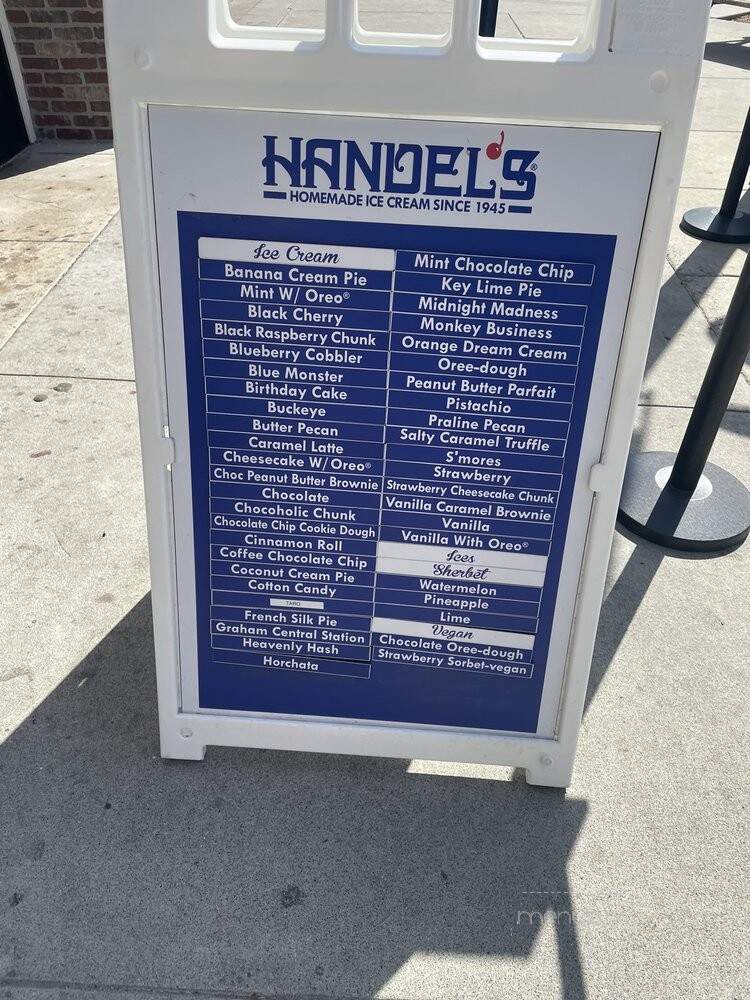 HANDEL'S®
HOMEMADE ICE CREAM SINCE 1945
Ice Cream
Banana Cream Pie
Mint W/ Oreo®
Black Cherry
Black Raspberry Chunk
Blueberry Cobbler
Blue Monster
Birthday Cake
Buckeye
Butter Pecan
Caramel Latte
Cheesecake W/ Oreo®
Choc Peanut Butter Brownie
Chocolate
Chocoholic Chunk
Chocolate Chip Cookie Dough
Cinnamon Roll
Coffee Chocolate Chip
Coconut Cream Pie
Cotton Candy
TARO
French Silk Pie
Graham Central Station
Heavenly Hash
Horchata
Mint Chocolate Chip
Key Lime Pie
Midnight Madness
Monkey Business
Orange Dream Cream
Oree-dough
Peanut Butter Parfait
Pistachio
Praline Pecan
Salty Caramel Truffle
S'mores
Strawberry
Strawberry Cheesecake Chunk
Vanilla Caramel Brownie
Vanilla
Vanilla With Oreo®
Ices
Sherbet
Watermelon
Pineapple
Lime
Vegan
Chocolate Oree-dough
Strawberry Sorbet-vegan